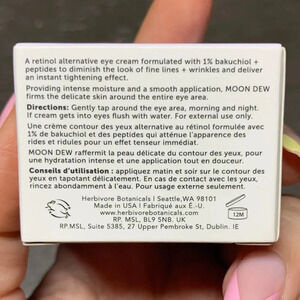 A retinol alternative eye cream formulated with 1% bakuchiol +
peptides to diminish the look of fine lines + wrinkles and deliver
an instant tightening effect.
Providing intense moisture and a smooth application, MOON DEW
firms the delicate skin around the entire eye area.
Directions: Gently tap around the eye area, morning and night.
If cream gets into eyes flush with water. For external use only.
Une crème contour des yeux alternative au rétinol formulée avec
1% de bakuchiol et des peptides qui atténue l'apparence des
rides et ridules pour un effet tenseur immédiat.
MOON DEW raffermit la peau délicate du contour des yeux, pour
une hydratation intense et une application tout en douceur.
Conseils d'utilisation : appliquez matin et soir sur le contour des
yeux en tapotant délicatement. En cas de contact avec les yeux,
rincez abondamment à l'eau. Pour usage externe seulement.
Herbivore Botanicals | Seattle, WA 98101
Made in USA | Fabriqué aux É.-U.
www.herbivorebotanicals.com
RP. MSL, BL9 5NB. UK
RP.MSL, Suite 5385, 27 Upper Pembroke St, Dublin. IE
12M